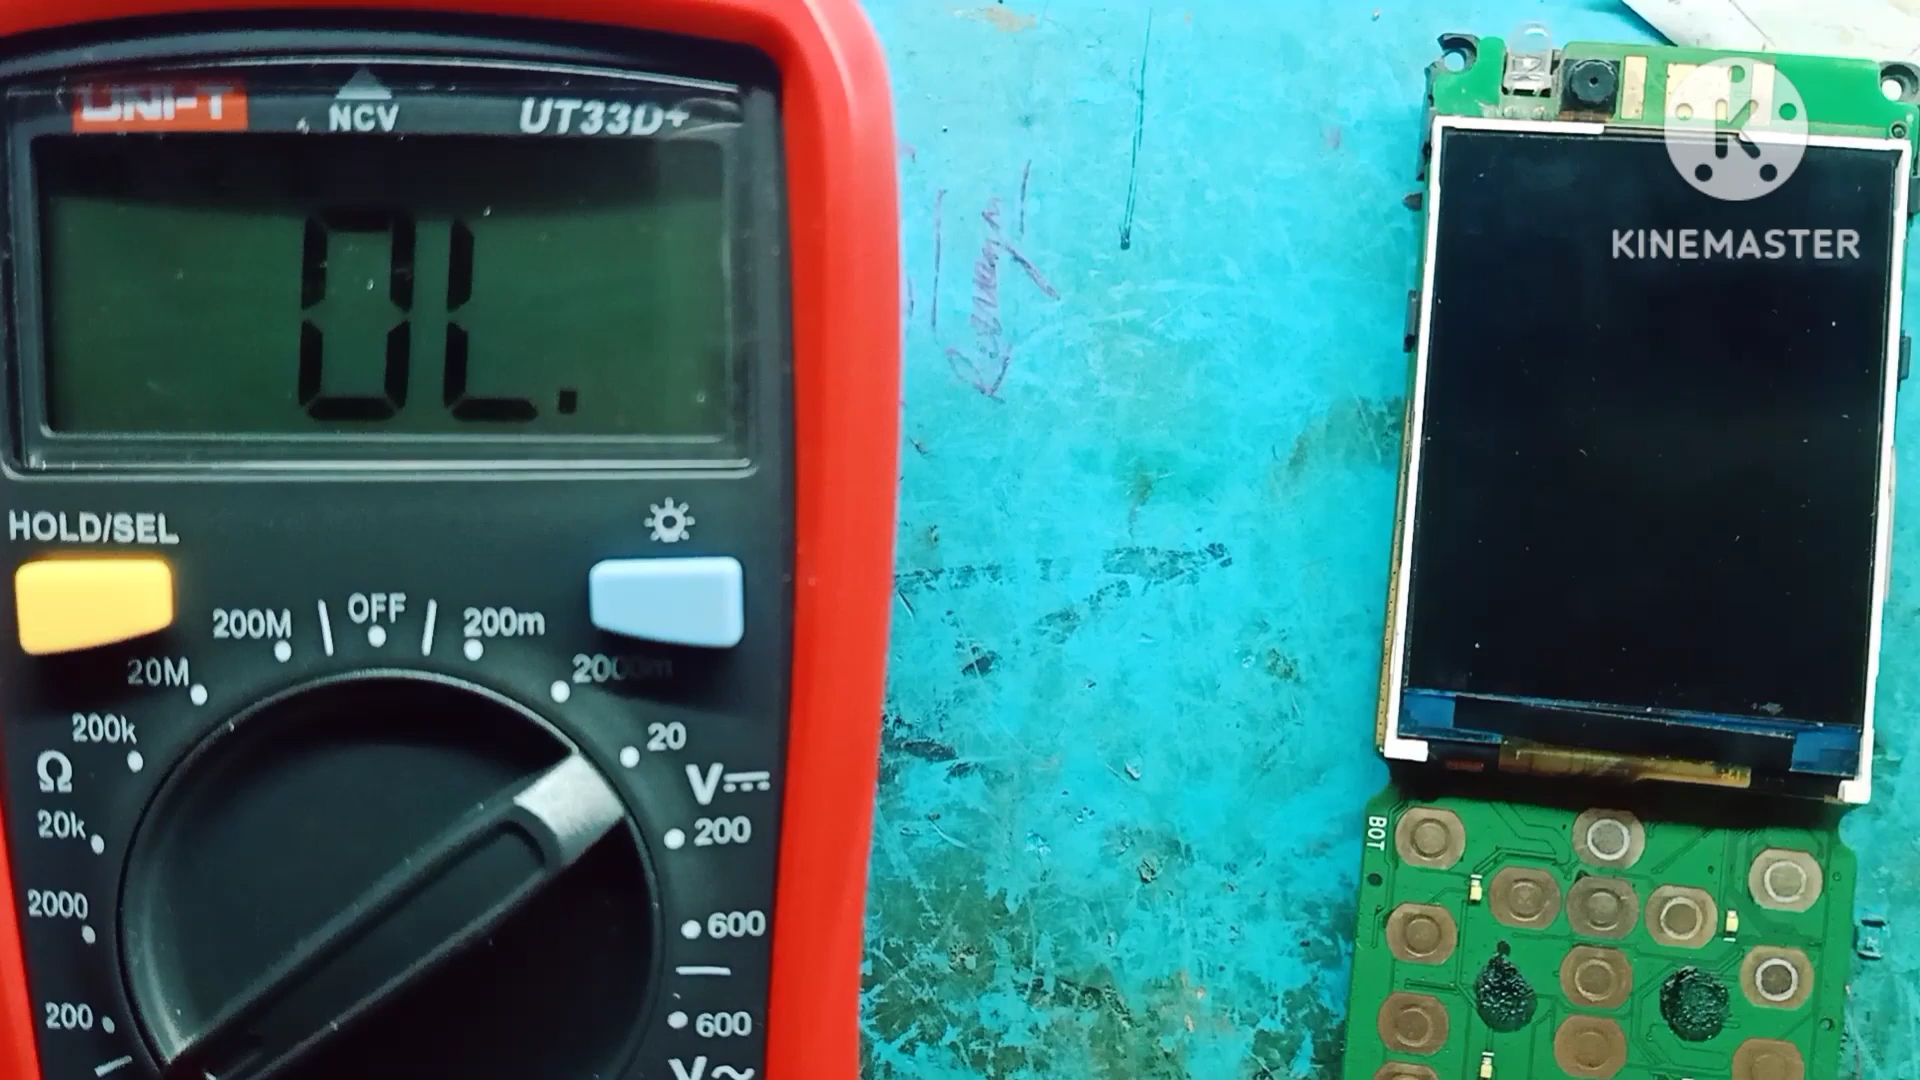 UNI-T
NCV
UT33D+
0L.
KINEMASTER
HOLD/SEL
OFF
200M
200m
20M
2000m
200k
20
Ω
V
20k
200
2000
600
200
600
V~
BOT